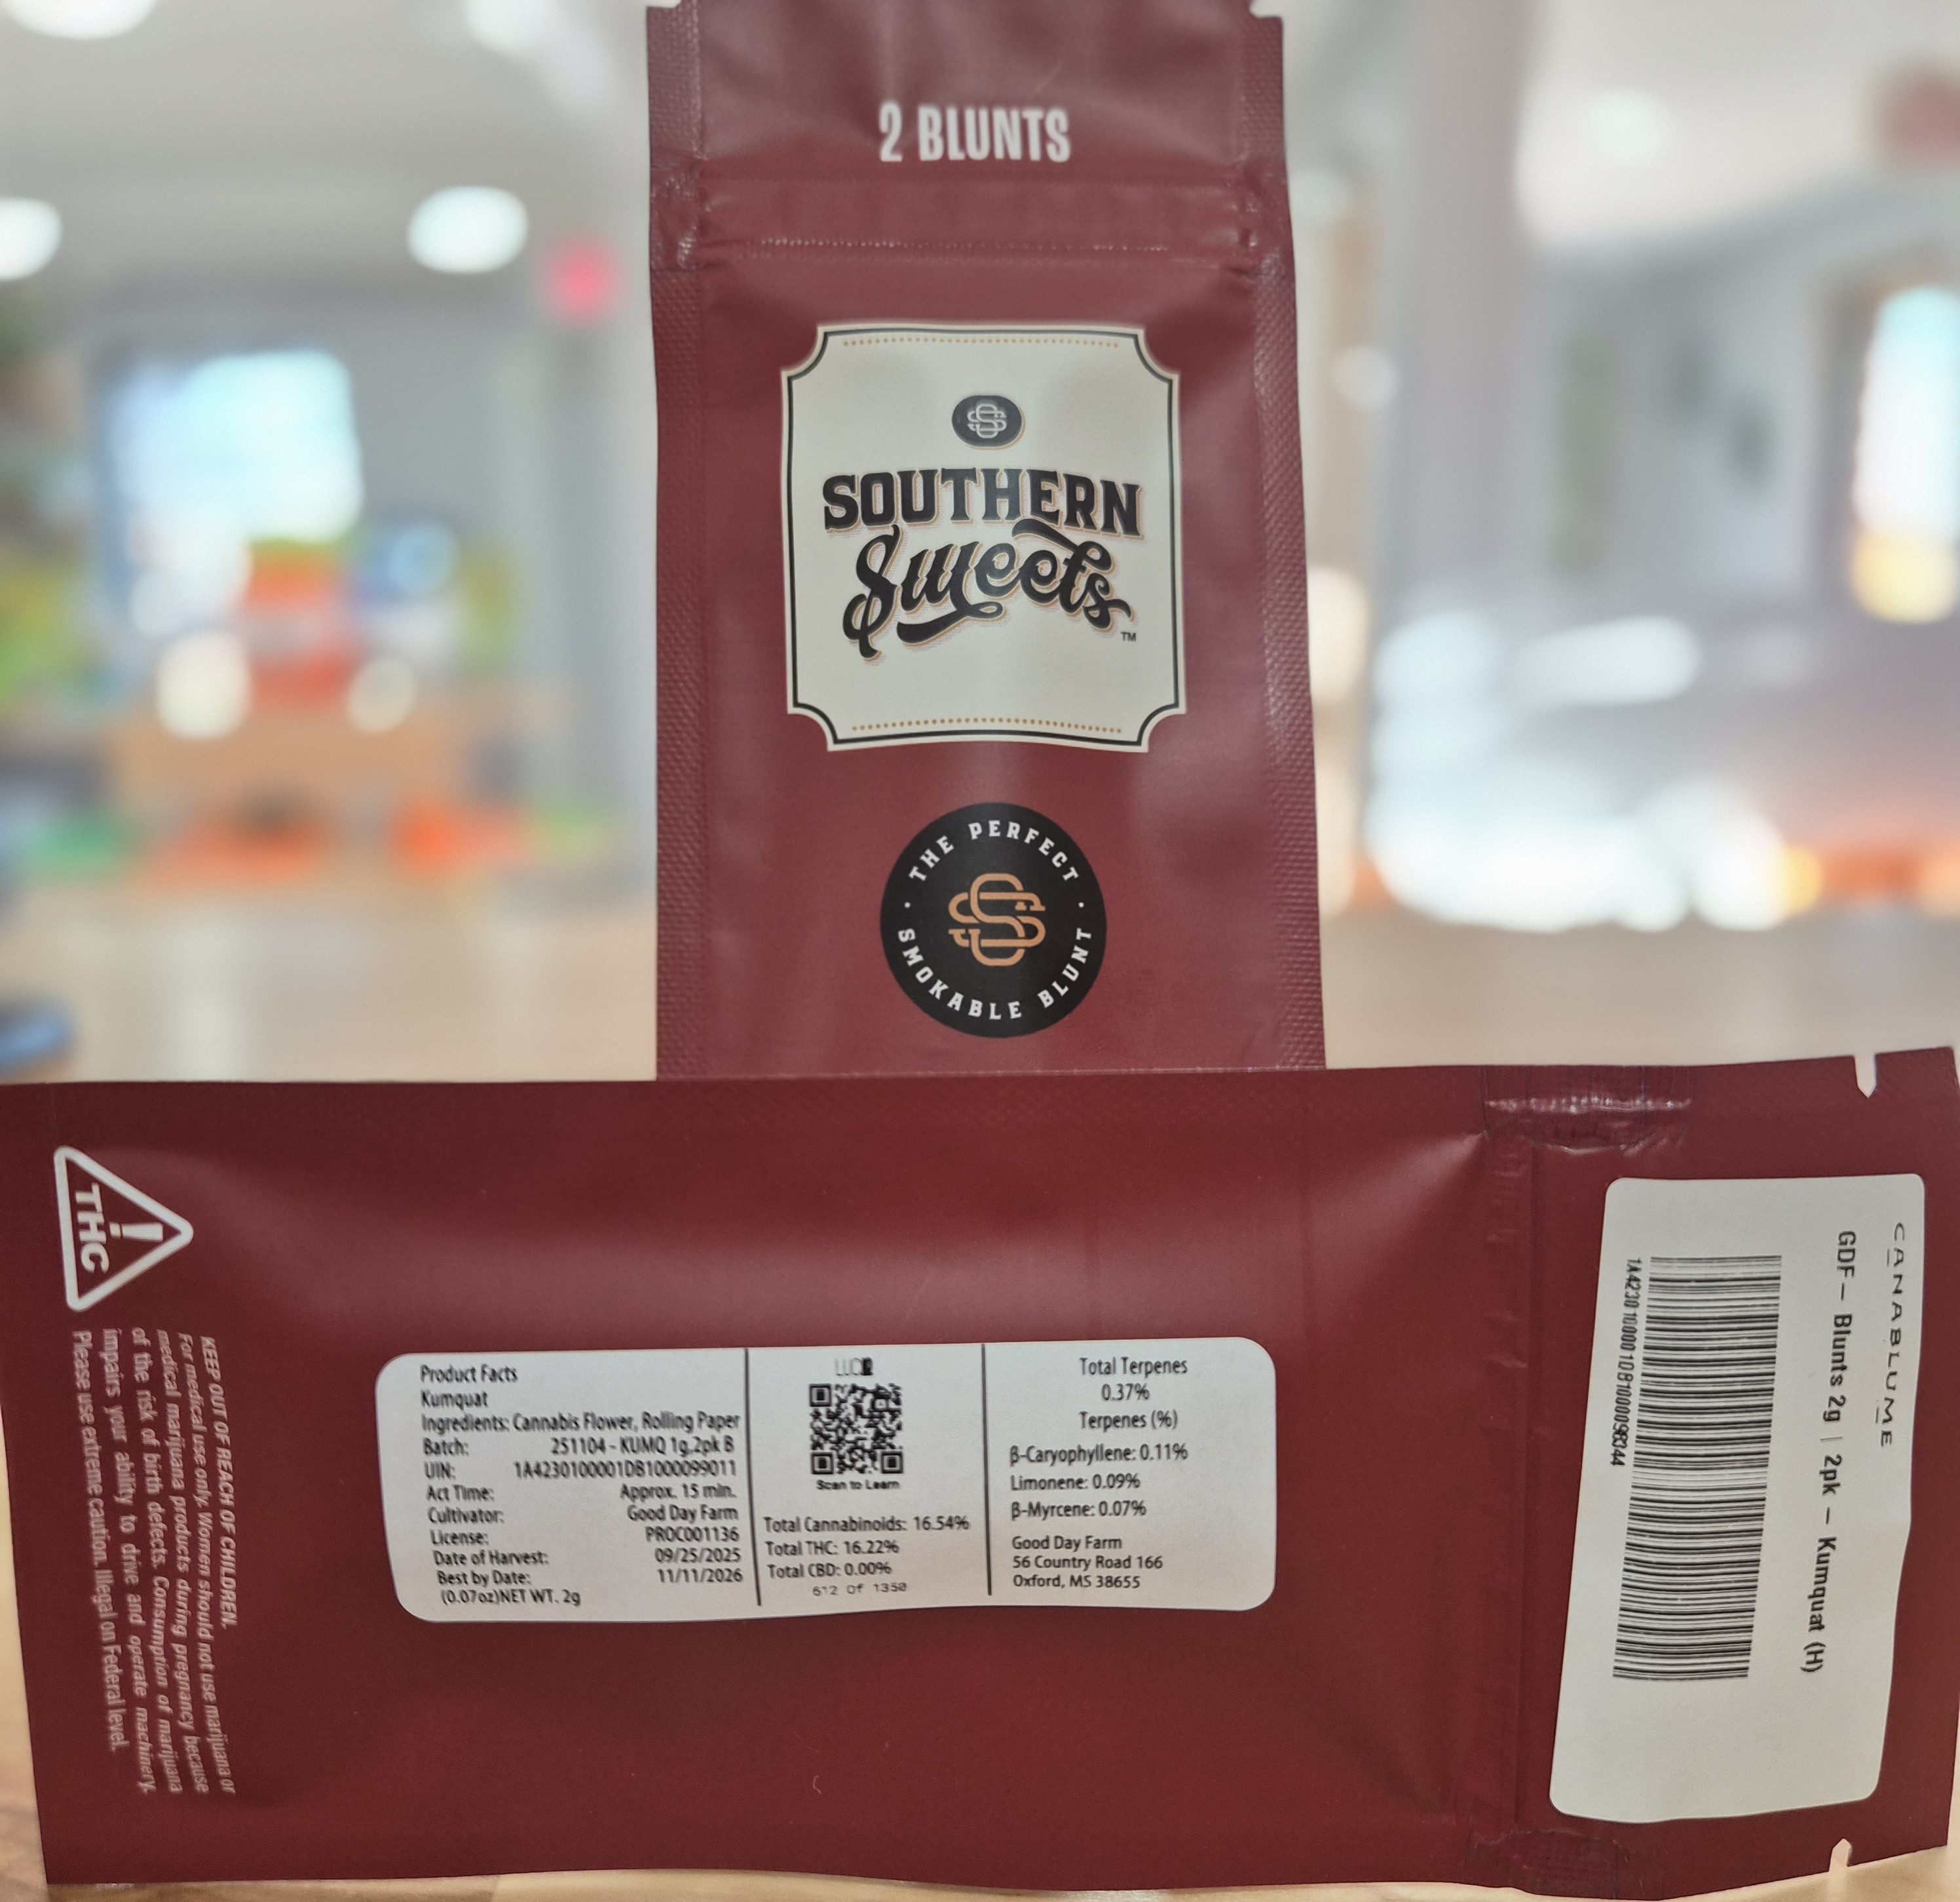 2 BLUNTS
SOUTHERN
Sweets
TM
THE PERFECT
SMOKABLE BLUNT
THC
KEEP OUT OF REACH OF CHILDREN.
For medical use only. Women should not use marijuana or
medical marijuana products during pregnancy because
of the risk of birth defects. Consumption of marijuana
impairs your ability to drive and operate machinery.
Please use extreme caution. Illegal on Federal level.
Product Facts
Kumquat
Ingredients: Cannabis Flower, Rolling Paper
Batch: 251104 - KUMQ 1g,2pk B
UIN: 1A4230100001DB1000099011
Act Time: Approx. 15 min.
Cultivator: Good Day Farm
License: PROC001136
Date of Harvest: 09/25/2025
Best by Date: 11/11/2026
(0.07oz)NET WT. 2g
Scan to Learn
Total Cannabinoids: 16.54%
Total THC: 16.22%
Total CBD: 0.00%
612 Of 1350
Total Terpenes
0.37%
Terpenes (%)
β-Caryophyllene: 0.11%
Limonene: 0.09%
β-Myrcene: 0.07%
Good Day Farm
56 Country Road 166
Oxford, MS 38655
CANABLUME
GDF – Blunts 2g | 2pk – Kumquat (H)